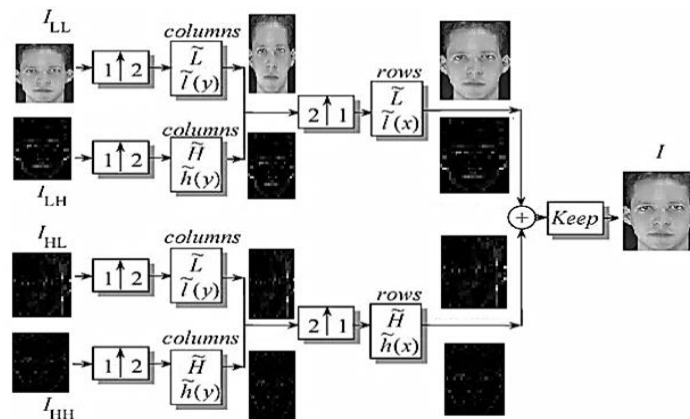 I_LL
columns
1↑2
L̃
l̃(y)
columns
1↑2
H̃
h̃(y)
I_LH
2↑1
rows
L̃
l̃(x)
I_HL
columns
1↑2
L̃
l̃(y)
columns
1↑2
H̃
h̃(y)
I_HH
2↑1
rows
H̃
h̃(x)
+
Keep
I